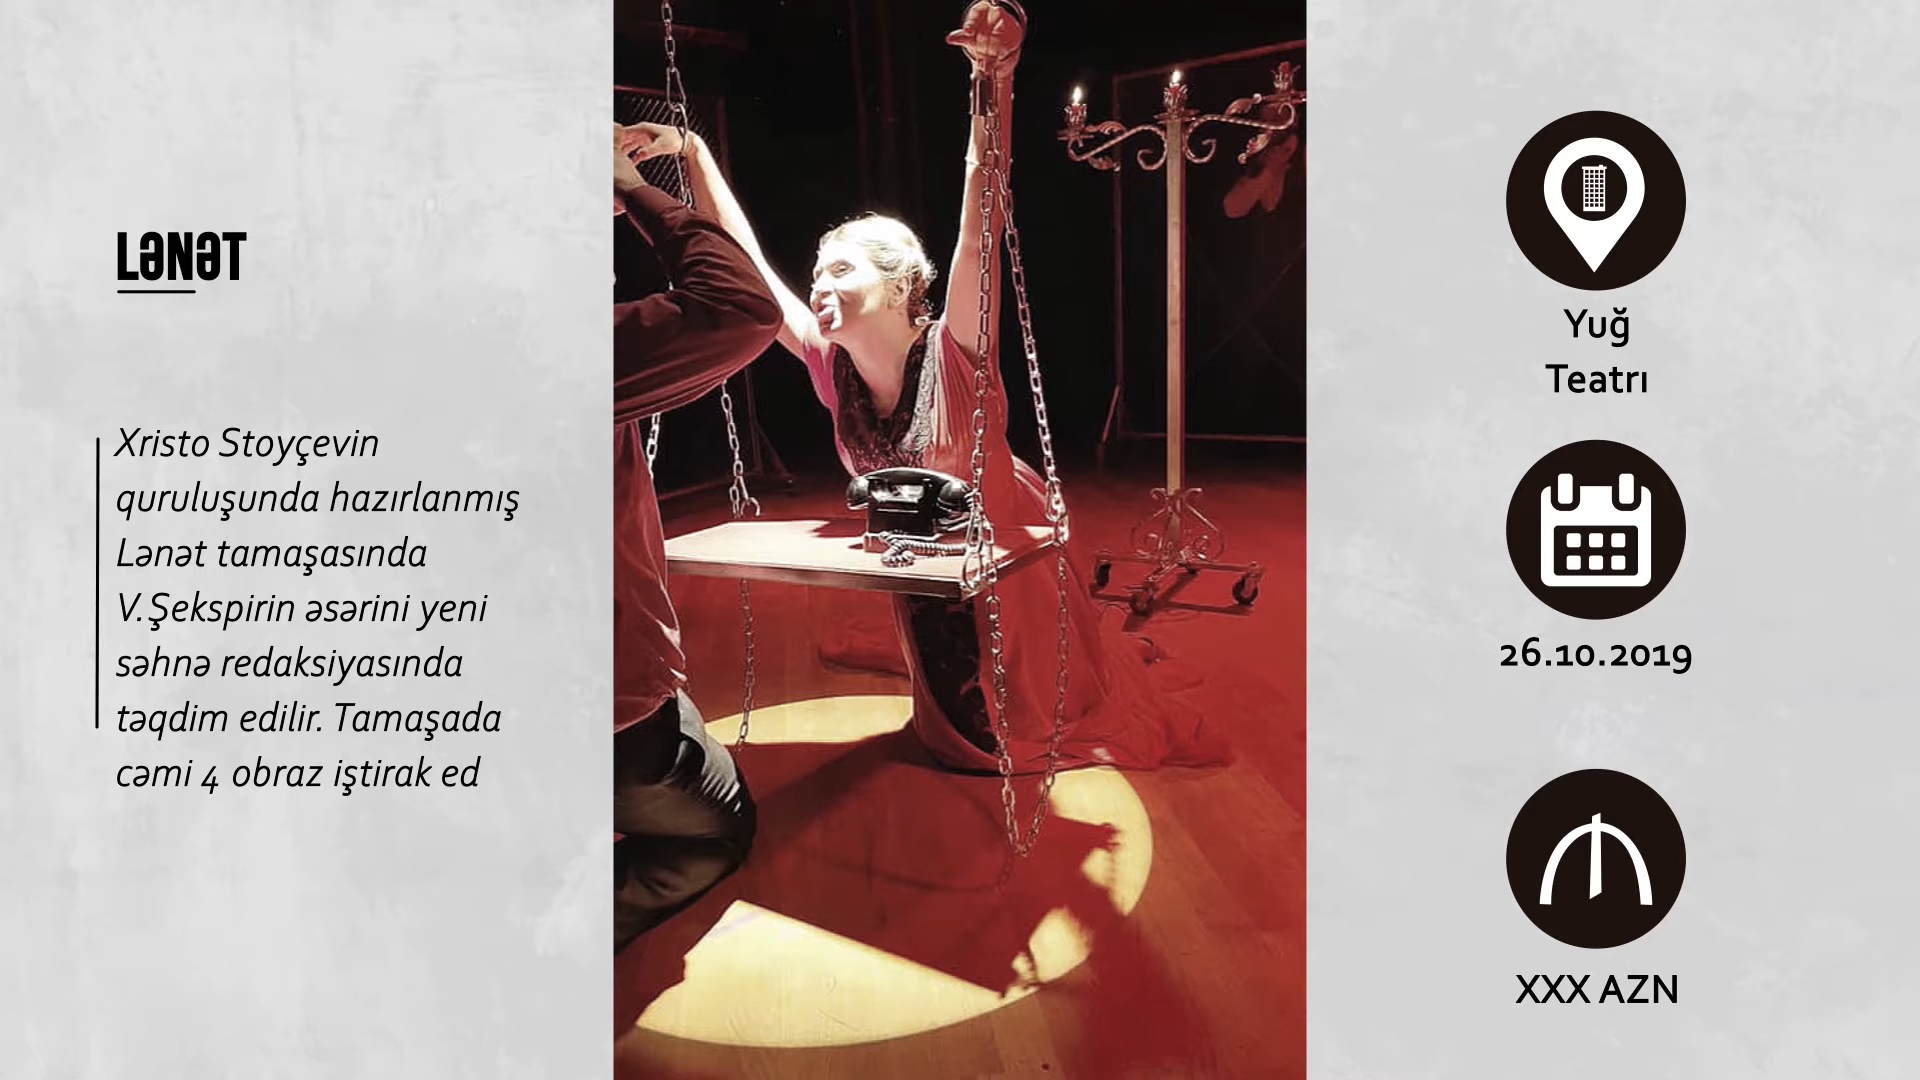 LƏNƏT
Xristo Stoyçevin
quruluşunda hazırlanmış
Lənət tamaşasında
V.Şekspirin əsərini yeni
səhnə redaksiyasında
təqdim edilir. Tamaşada
cəmi 4 obraz iştirak ed
Yuğ
Teatrı
26.10.2019
XXX AZN